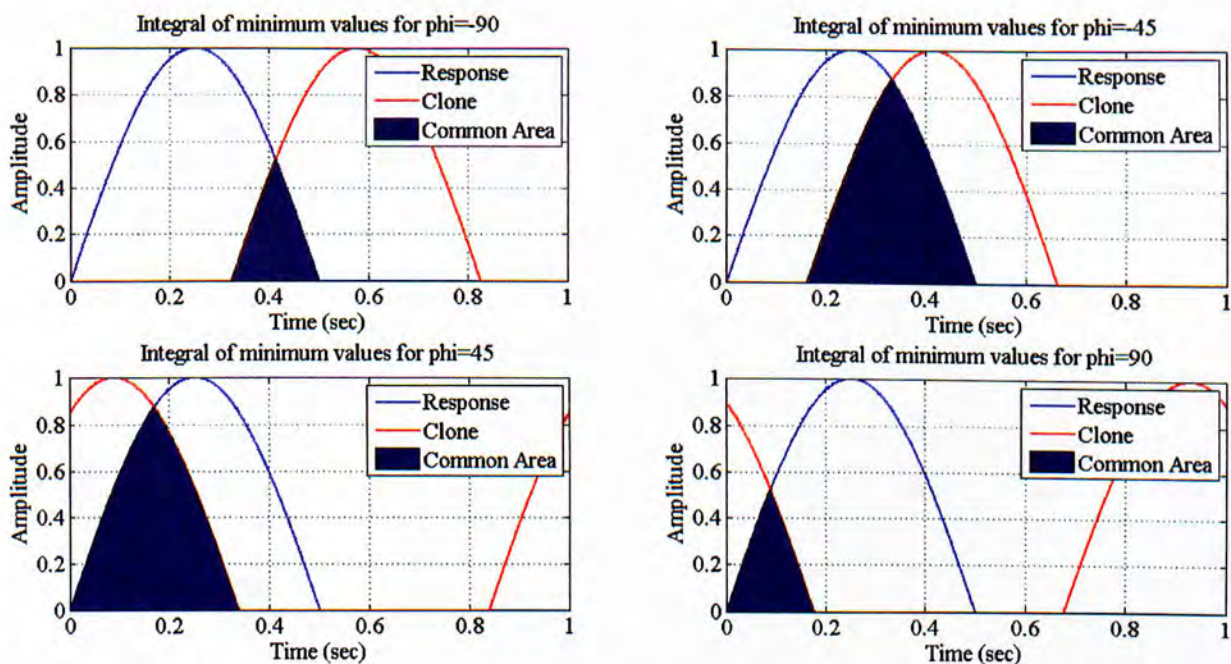 Integral of minimum values for phi=-90
Response
Clone
Common Area
Amplitude
1
0.8
0.6
0.4
0.2
0
0 0.2 0.4 0.6 0.8 1
Time (sec)
Integral of minimum values for phi=-45
Response
Clone
Common Area
Amplitude
1
0.8
0.6
0.4
0.2
0
0 0.2 0.4 0.6 0.8 1
Time (sec)
Integral of minimum values for phi=45
Response
Clone
Common Area
Amplitude
1
0.8
0.6
0.4
0.2
0
0 0.2 0.4 0.6 0.8 1
Time (sec)
Integral of minimum values for phi=90
Response
Clone
Common Area
Amplitude
1
0.8
0.6
0.4
0.2
0
0 0.2 0.4 0.6 0.8 1
Time (sec)